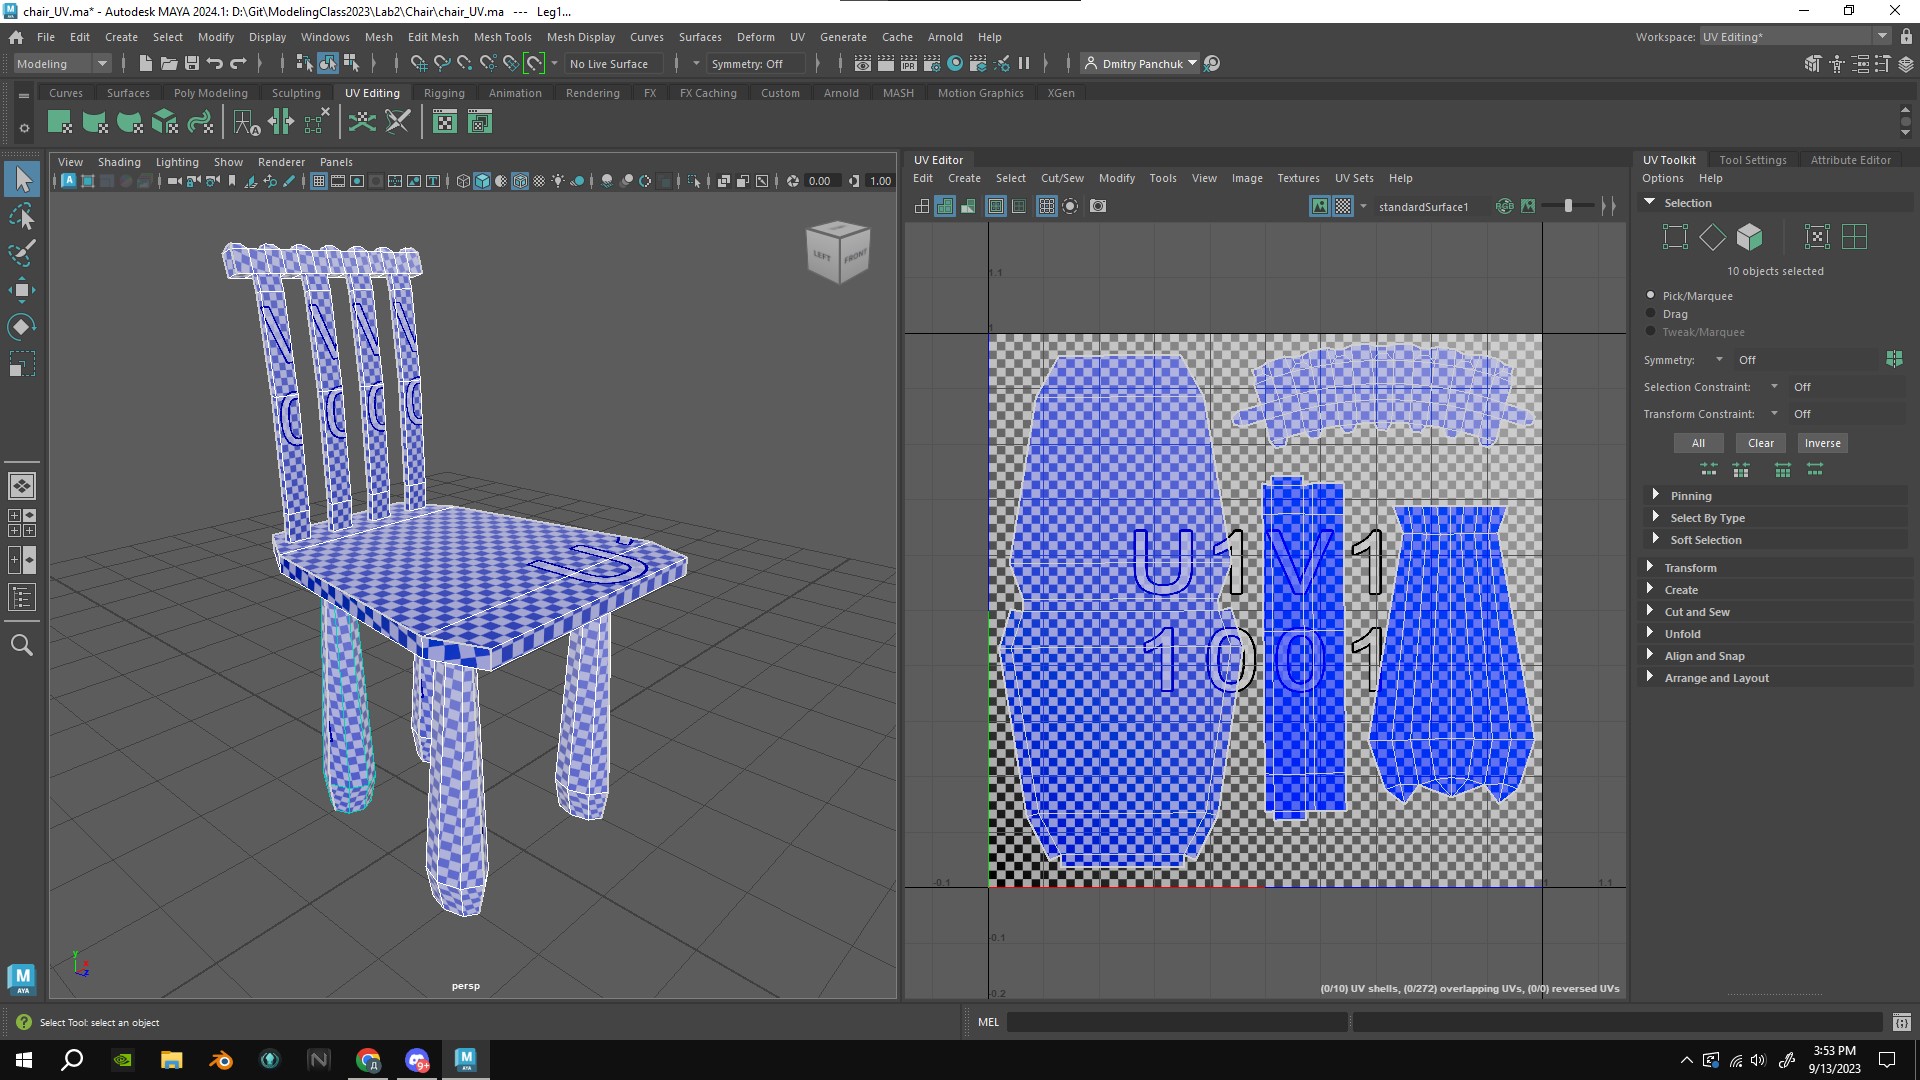 chair_UV.ma* - Autodesk MAYA 2024.1: D:\Git\ModelingClass2023\Lab2\Chair\chair_UV.ma   ---   Leg1...
File Edit Create Select Modify Display Windows Mesh Edit Mesh Mesh Tools Mesh Display Curves Surfaces Deform UV Generate Cache Arnold Help
Workspace: UV Editing*
Modeling No Live Surface Symmetry: Off Dmitry Panchuk
Curves Surfaces Poly Modeling Sculpting UV Editing Rigging Animation Rendering FX FX Caching Custom Arnold MASH Motion Graphics XGen
View Shading Lighting Show Renderer Panels
0.00 1.00
LEFT FRONT
persp
UV Editor
Edit Create Select Cut/Sew Modify Tools View Image Textures UV Sets Help
standardSurface1
1.1
1
U1V1
1001
-0.1 1 1.1
-0.1
-0.2
(0/10) UV shells, (0/272) overlapping UVs, (0/0) reversed UVs
UV Toolkit Tool Settings Attribute Editor
Options Help
Selection
10 objects selected
Pick/Marquee
Drag
Tweak/Marquee
Symmetry: Off
Selection Constraint: Off
Transform Constraint: Off
All Clear Inverse
Pinning
Select By Type
Soft Selection
Transform
Create
Cut and Sew
Unfold
Align and Snap
Arrange and Layout
M
AYA
Select Tool: select an object
MEL
3:53 PM
9/13/2023